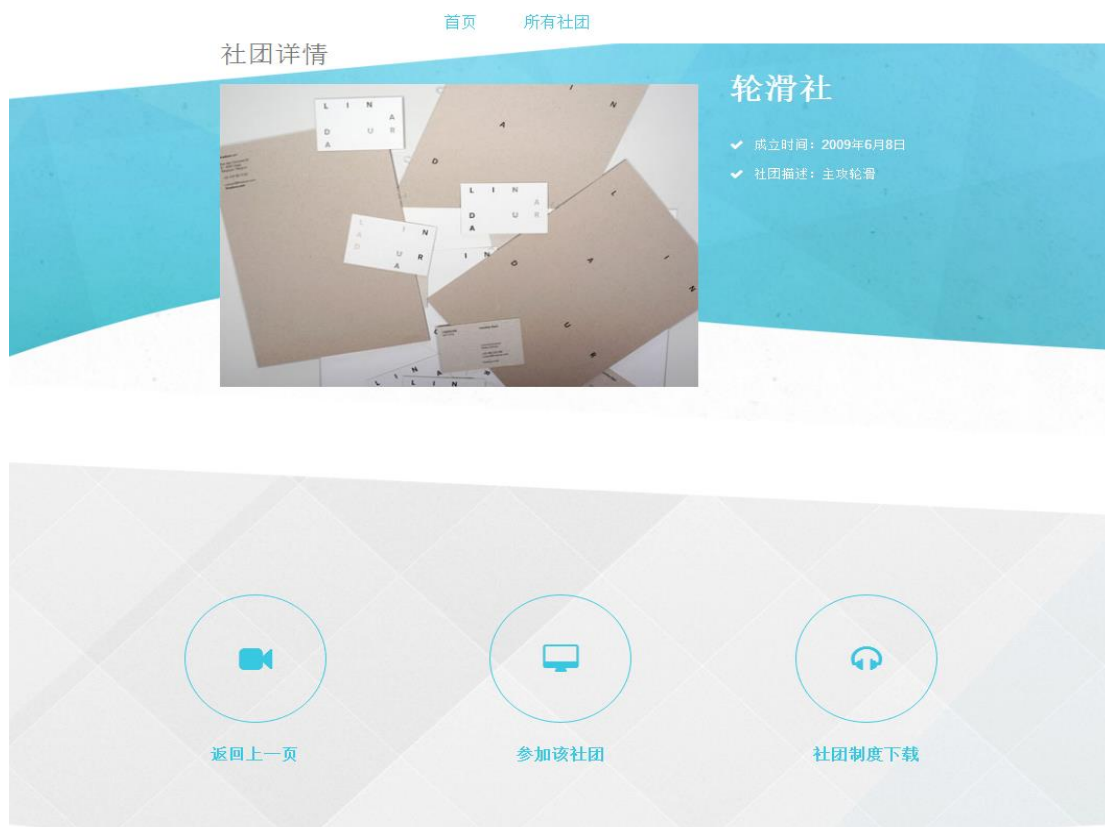 首页 所有社团
社团详情
轮滑社
成立时间：2009年6月8日
社团描述：主攻轮滑
L I N
A
D U R
A
L I N
A
D U R
A
返回上一页 参加该社团 社团制度下载